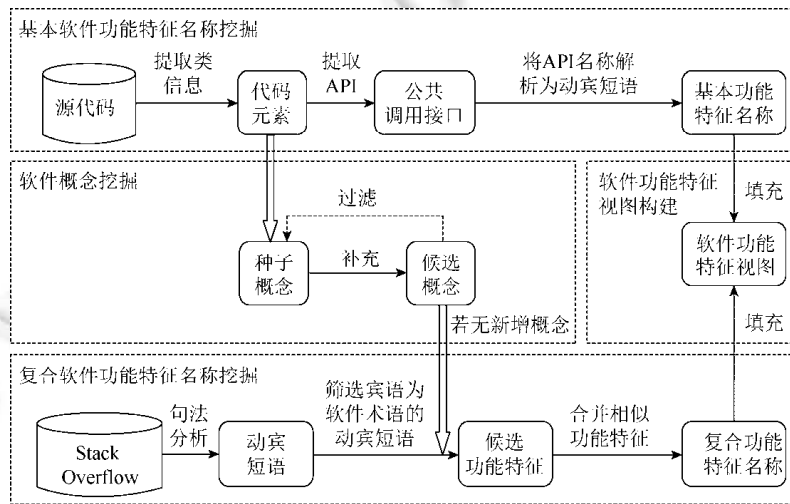 基本软件功能特征名称挖掘
提取类
信息
提取
API
将API名称解
析为动宾短语
源代码
代码
元素
公共
调用接口
基本功能
特征名称
软件概念挖掘
过滤
种子
概念
补充
候选
概念
若无新增概念
软件功能特征
视图构建
填充
软件功能
特征视图
填充
复合软件功能特征名称挖掘
句法
分析
筛选宾语为
软件术语的
动宾短语
合并相似
功能特征
Stack
Overflow
动宾
短语
候选
功能特征
复合功能
特征名称